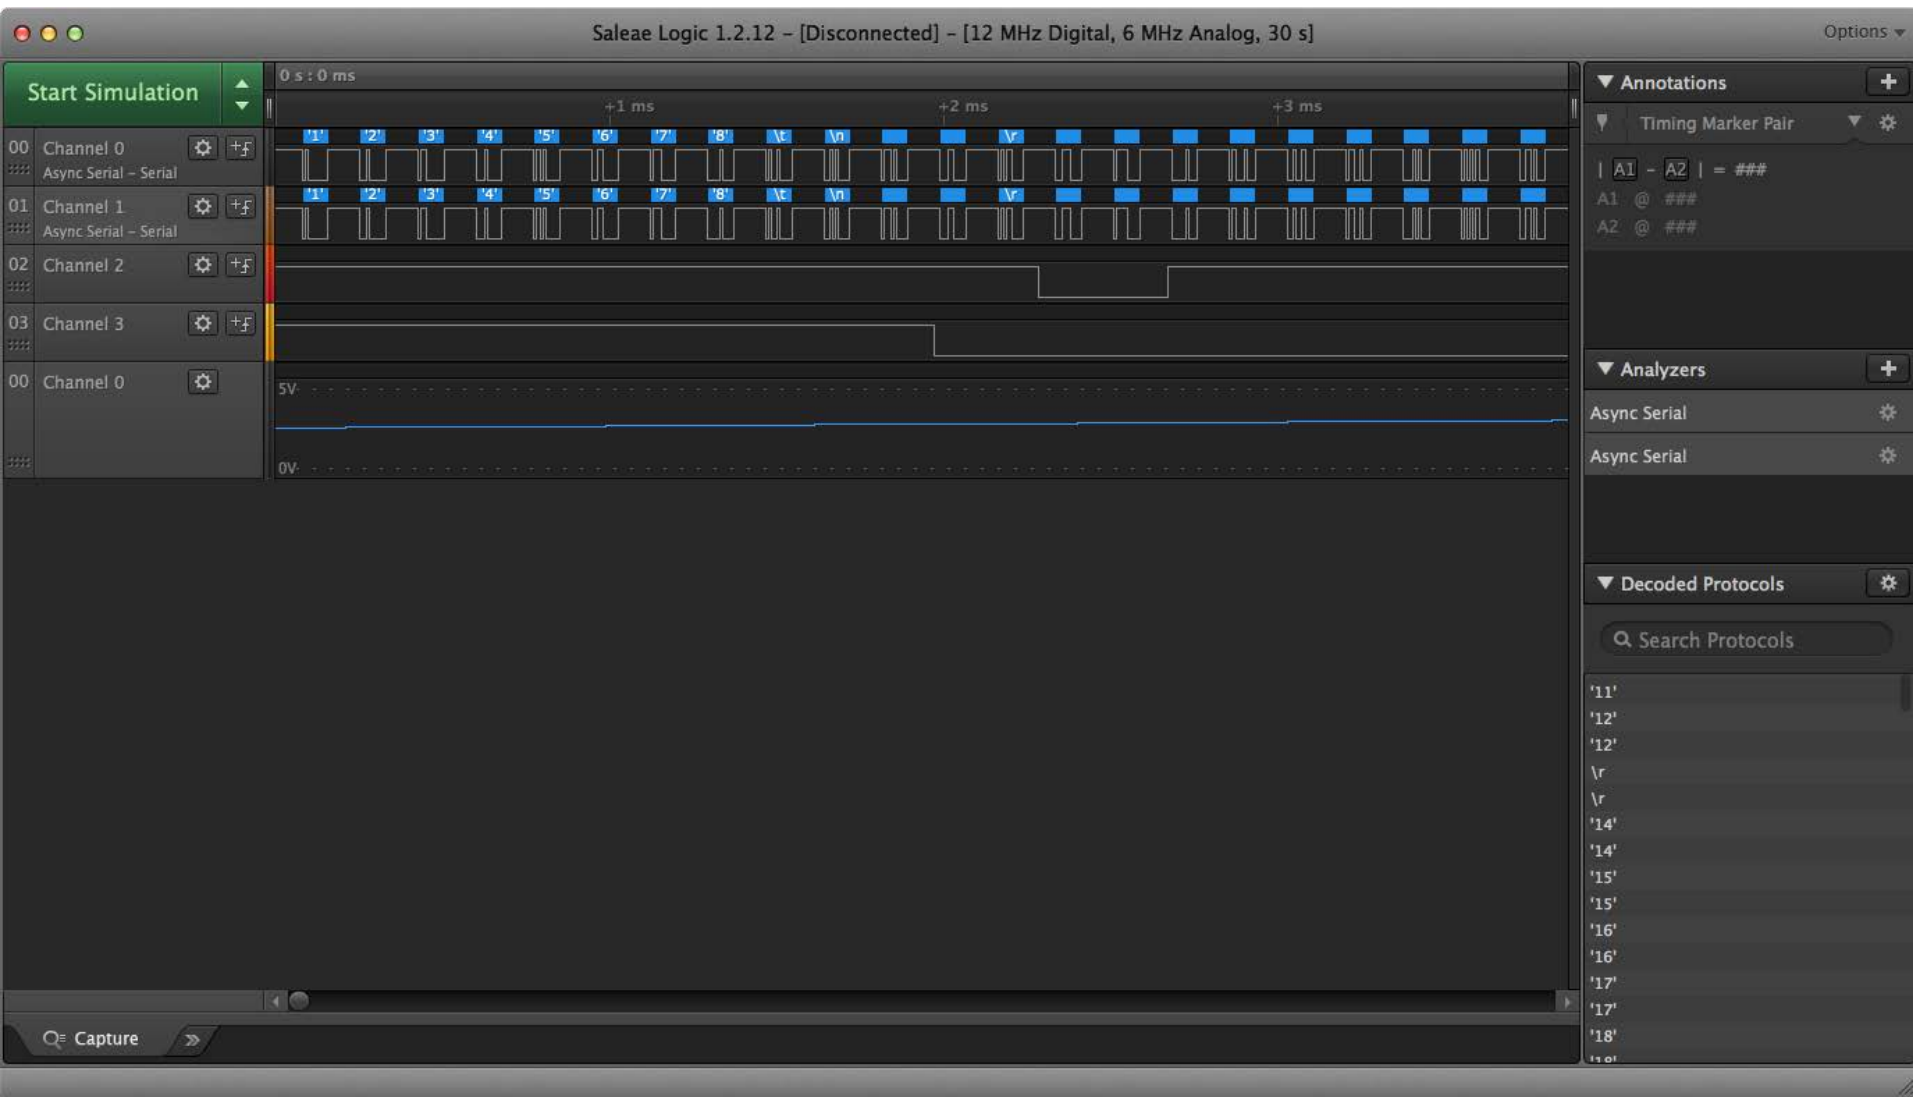 Saleae Logic 1.2.12 – [Disconnected] – [12 MHz Digital, 6 MHz Analog, 30 s]
Options
Start Simulation
0 s : 0 ms
+1 ms +2 ms +3 ms
00 Channel 0
Async Serial – Serial
'1' '2' '3' '4' '5' '6' '7' '8' \t \n \r
01 Channel 1
Async Serial – Serial
'1' '2' '3' '4' '5' '6' '7' '8' \t \n \r
02 Channel 2
03 Channel 3
00 Channel 0
5V
0V
Capture
Annotations
Timing Marker Pair
| A1 – A2 | = ###
A1 @ ###
A2 @ ###
Analyzers
Async Serial
Async Serial
Decoded Protocols
Search Protocols
'11'
'12'
'12'
\r
\r
'14'
'14'
'15'
'15'
'16'
'16'
'17'
'17'
'18'
'18'